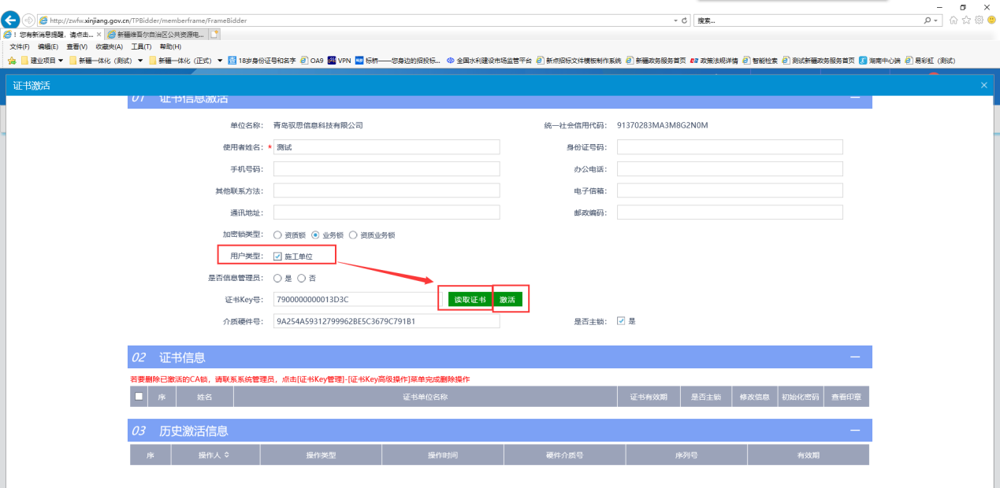 http://zwfw.xinjiang.gov.cn/TPBidder/memberframe/FrameBidder
搜索...
！您有新消息提醒，请点击...
新疆维吾尔自治区公共资源电...
文件(F) 编辑(E) 查看(V) 收藏夹(A) 工具(T) 帮助(H)
建业项目 新疆一体化（测试） 新疆一体化（正式） 18岁身份证号和名字 OA9 VPN 标桥——您身边的招投标... 全国水利建设市场监管平台 新点招标文件模板制作系统 新疆政务服务首页 政策法规详情 智能检索 测试新疆政务服务首页 湖南中心端 易彩虹（测试）
证书激活
01 证书信息激活
单位名称： 青岛驭思信息科技有限公司 统一社会信用代码： 91370283MA3M8G2N0M
使用者姓名： * 测试 身份证号码：
手机号码： 办公电话：
其他联系方法： 电子信箱：
通讯地址： 邮政编码：
加密锁类型： 资质锁 业务锁 资质业务锁
用户类型： 施工单位
是否信息管理员： 是 否
证书Key号： 7900000000013D3C 读取证书 激活
介质硬件号： 9A254A59312799962BE5C3679C791B1 是否主锁： 是
02 证书信息
若要删除已激活的CA锁，请联系系统管理员，点击[证书Key管理]-[证书Key高级操作]菜单完成删除操作
序 姓名 证书单位名称 证书有效期 是否主锁 修改信息 初始化密码 查看印章
03 历史激活信息
序 操作人 操作类型 操作时间 硬件介质号 序列号 有效期